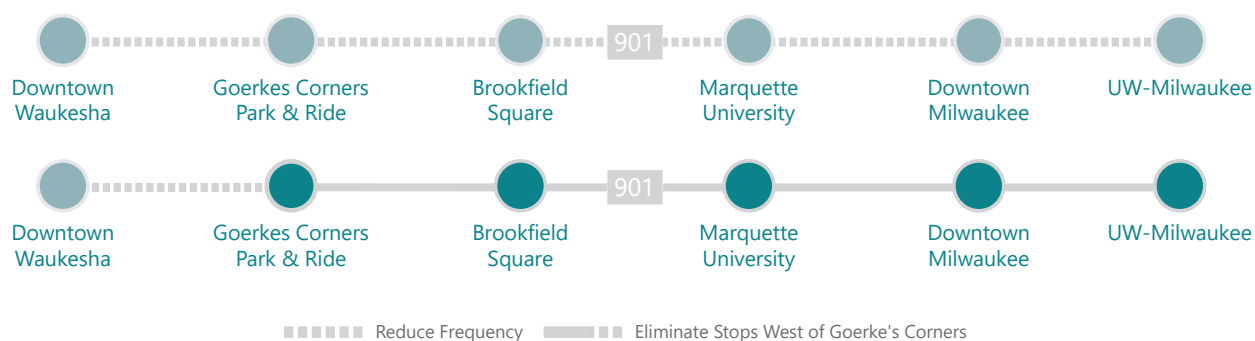 901
Downtown
Waukesha
Goerkes Corners
Park & Ride
Brookfield
Square
Marquette
University
Downtown
Milwaukee
UW-Milwaukee
901
Downtown
Waukesha
Goerkes Corners
Park & Ride
Brookfield
Square
Marquette
University
Downtown
Milwaukee
UW-Milwaukee
Reduce Frequency
Eliminate Stops West of Goerke's Corners